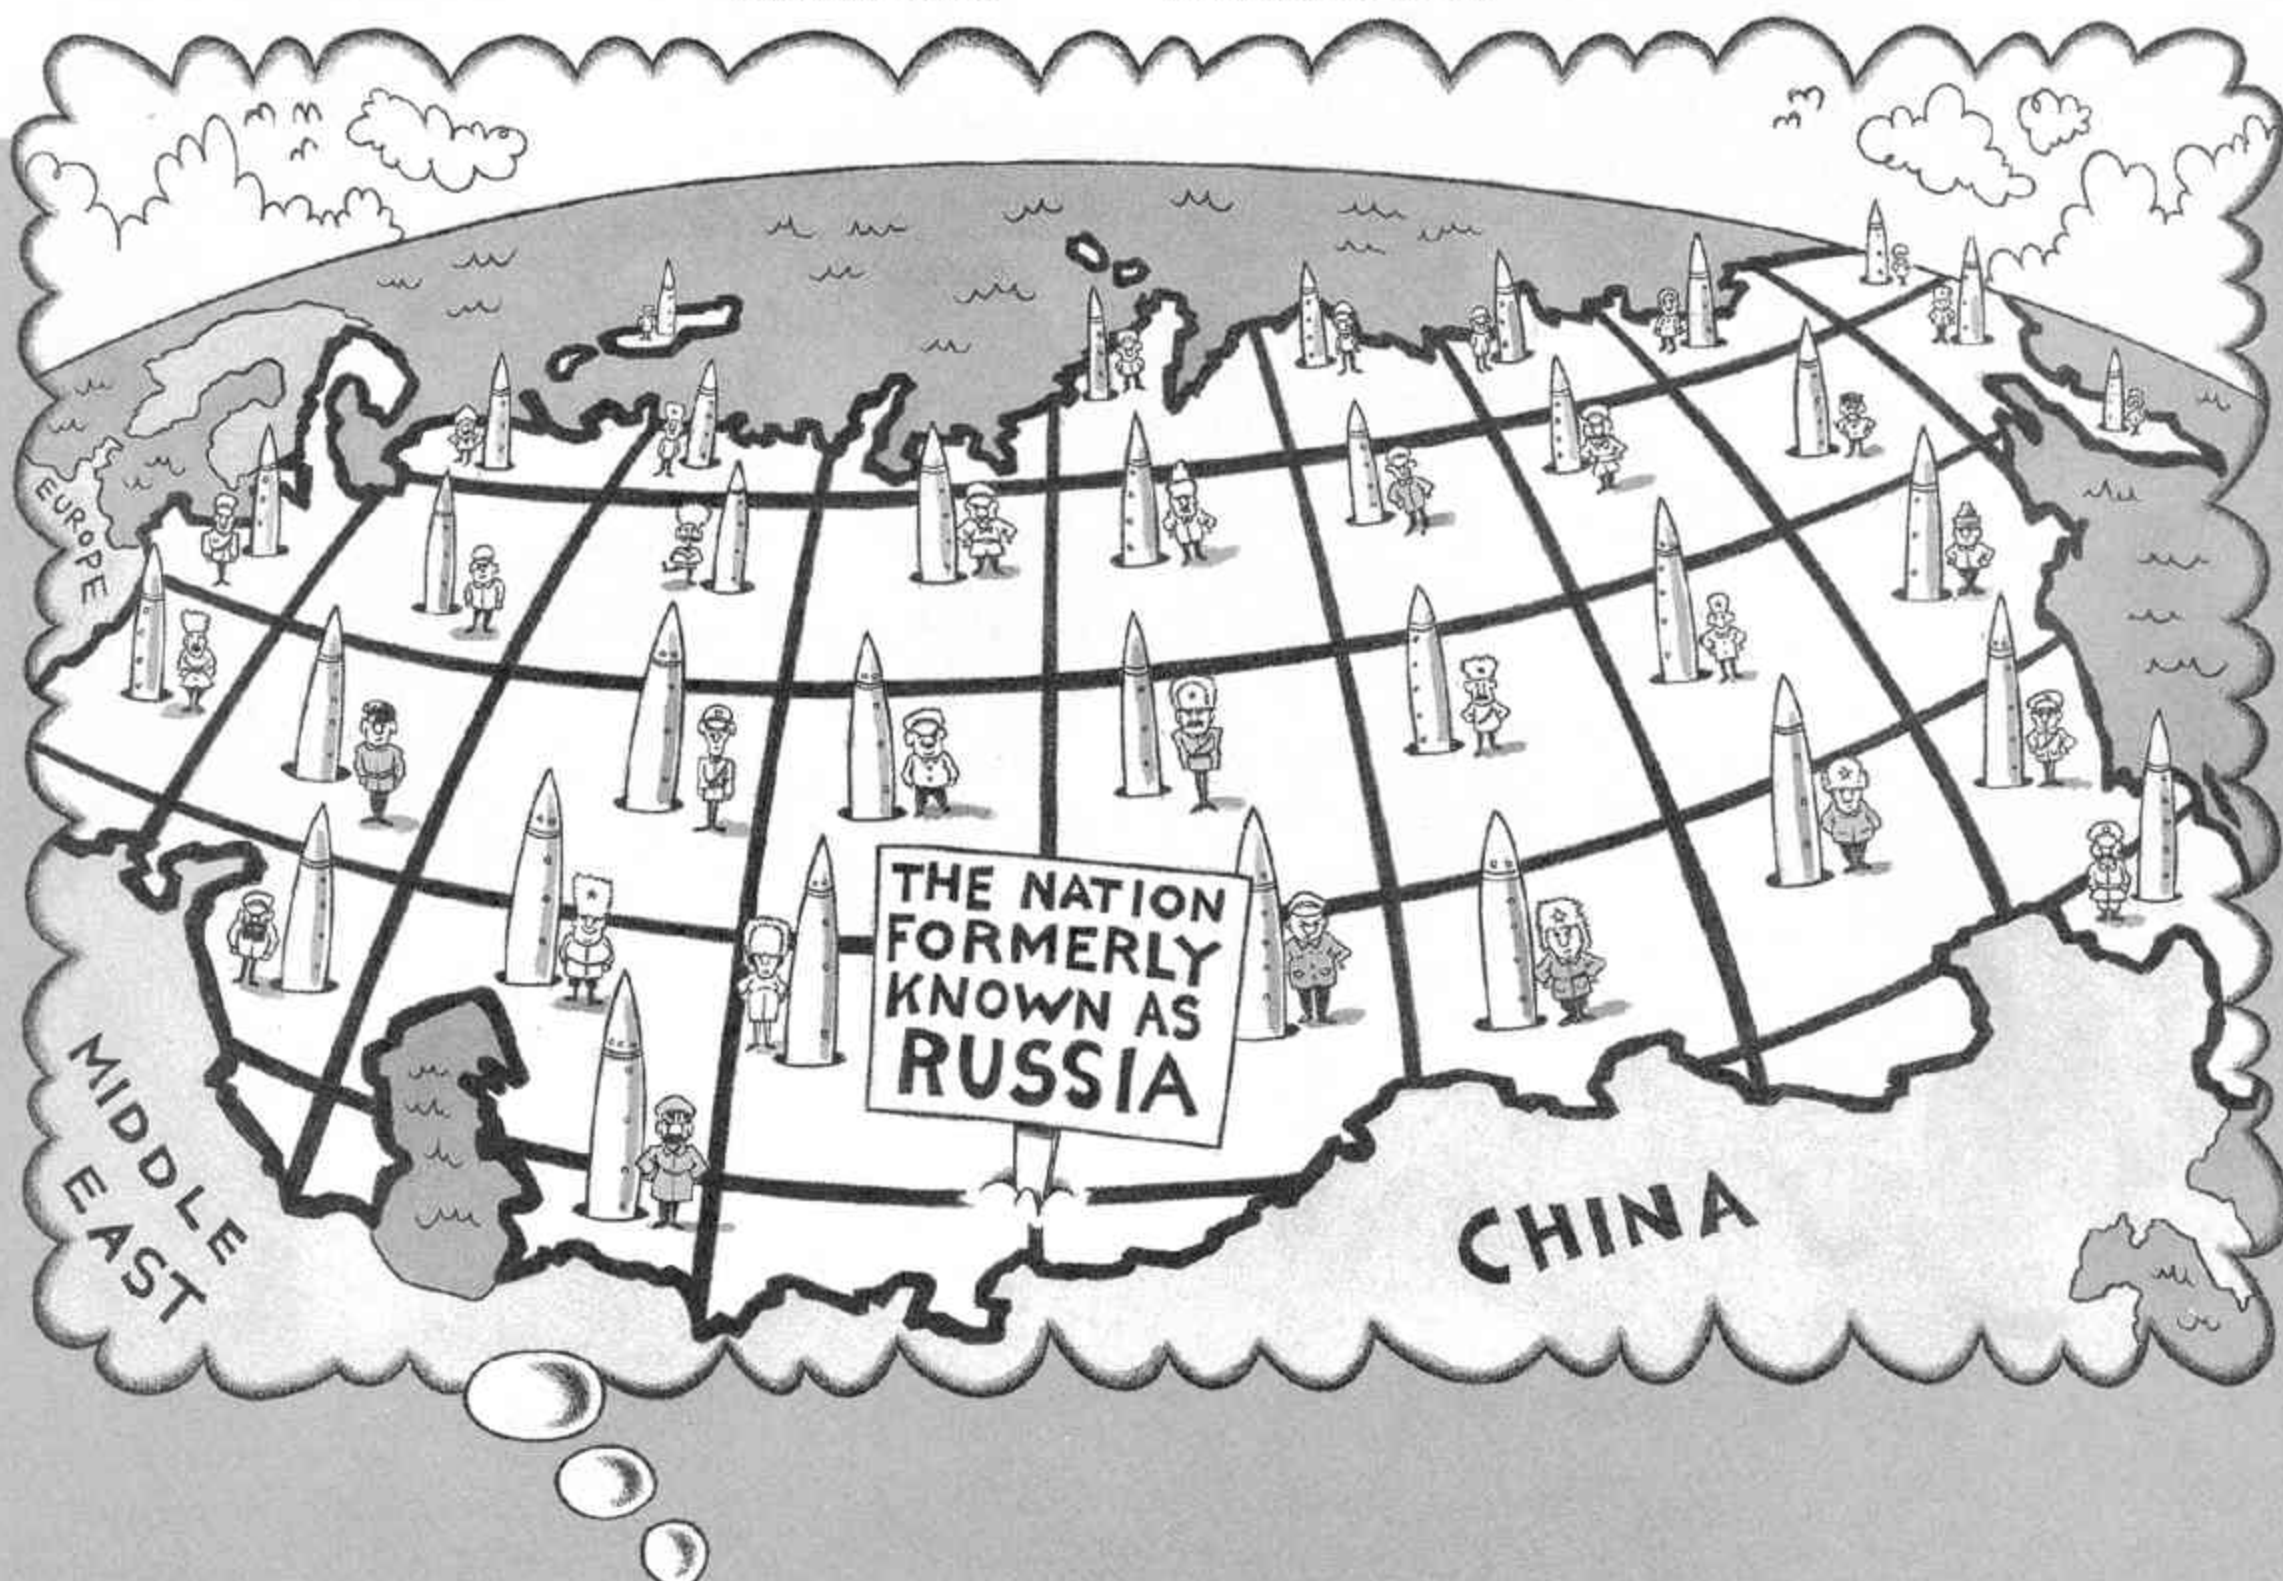 EUROPE
THE NATION
FORMERLY
KNOWN AS
RUSSIA
MIDDLE
EAST
CHINA